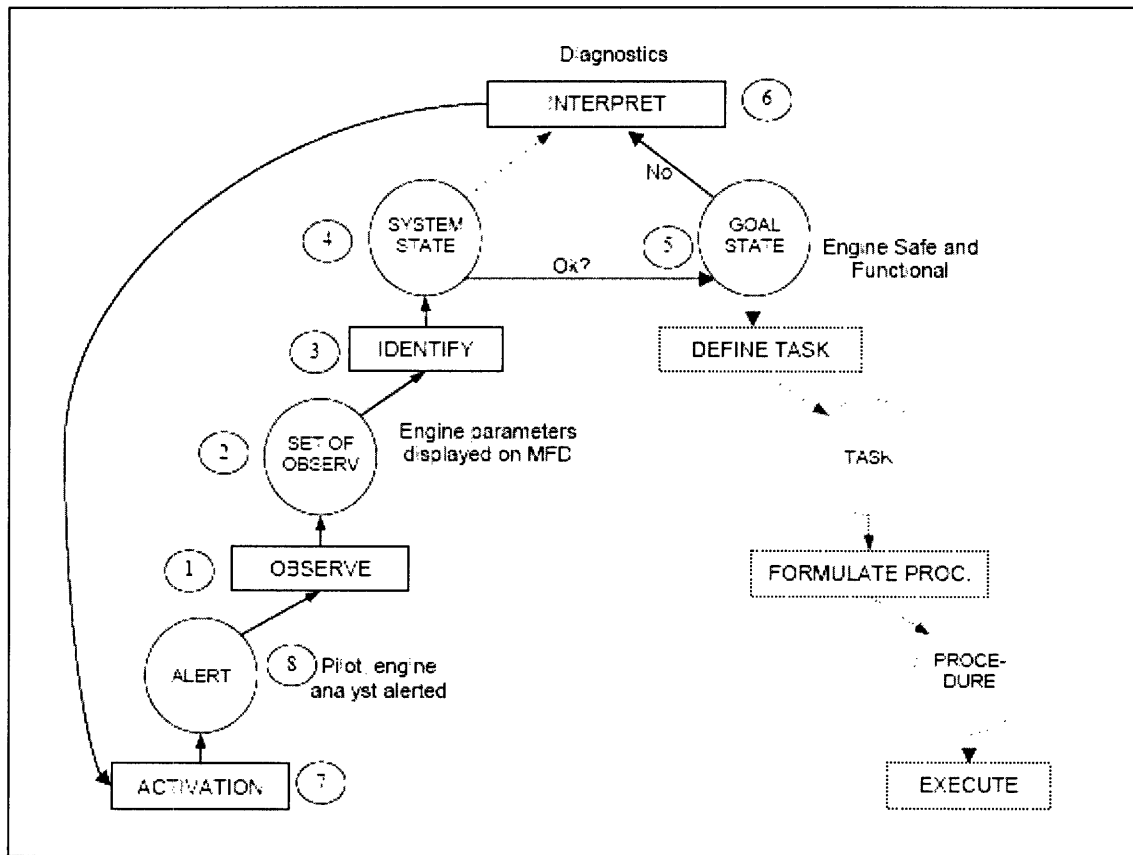 Diagnostics
INTERPRET
6
No
4
SYSTEM
STATE
5
GOAL
STATE
Engine Safe and
Functional
Ok?
3
IDENTIFY
DEFINE TASK
2
SET OF
OBSERV
Engine parameters
displayed on MFD
TASK
1
OBSERVE
FORMULATE PROC.
ALERT
8
Pilot, engine
analyst alerted
PROCE-
DURE
ACTIVATION
7
EXECUTE